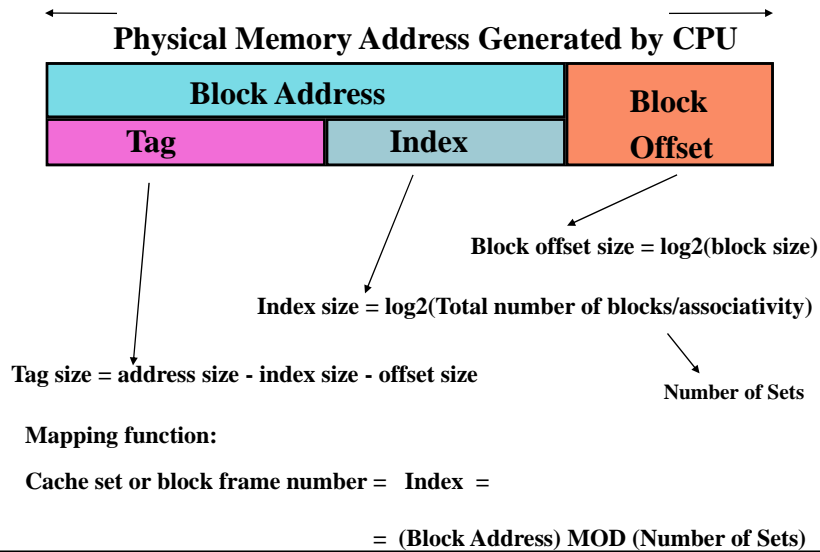 Physical Memory Address Generated by CPU
Block Address
Block
Offset
Tag
Index
Block offset size = log2(block size)
Index size = log2(Total number of blocks/associativity)
Tag size = address size - index size - offset size
Number of Sets
Mapping function:
Cache set or block frame number = Index =
= (Block Address) MOD (Number of Sets)